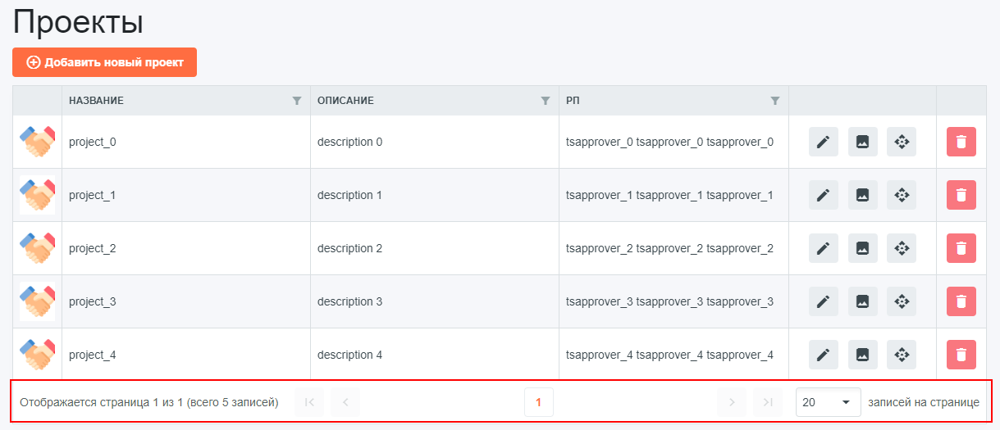 Проекты
Добавить новый проект
НАЗВАНИЕ ОПИСАНИЕ РП
project_0 description 0 tsapprover_0 tsapprover_0 tsapprover_0
project_1 description 1 tsapprover_1 tsapprover_1 tsapprover_1
project_2 description 2 tsapprover_2 tsapprover_2 tsapprover_2
project_3 description 3 tsapprover_3 tsapprover_3 tsapprover_3
project_4 description 4 tsapprover_4 tsapprover_4 tsapprover_4
Отображается страница 1 из 1 (всего 5 записей) 1 20 записей на странице